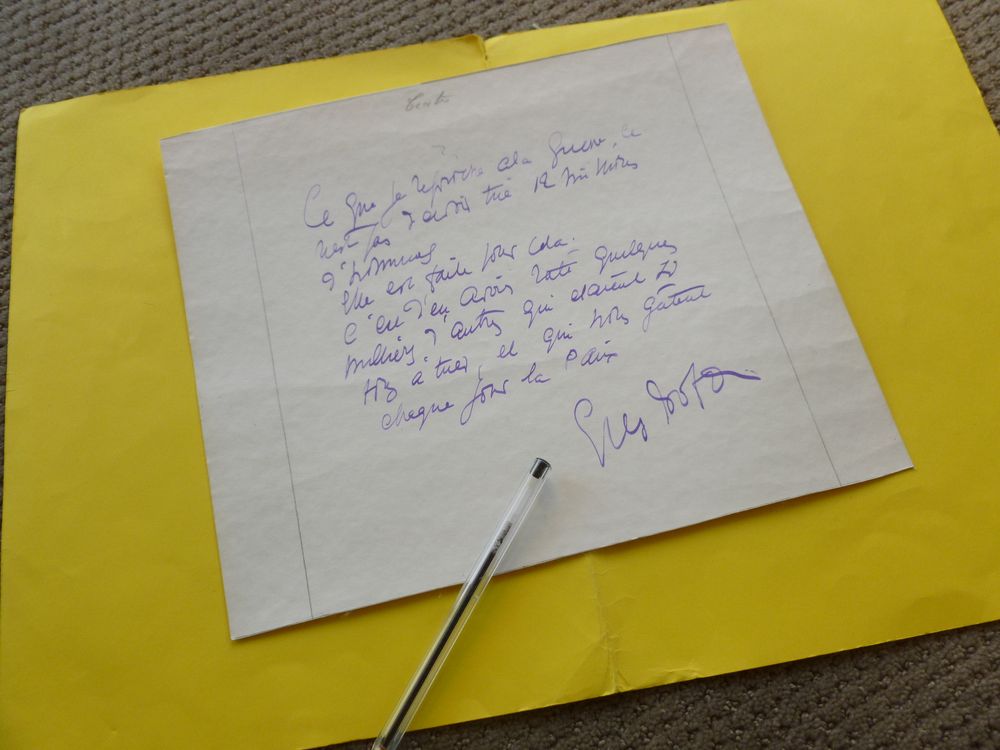 Ce que je reproche à la Guerre, ce
n'est pas d'avoir tué 12 millions
d'hommes
Elle est faite pour cela.
C'est d'en avoir raté quelques
milliers d'autres qui étaient
à tuer, et qui nous gâtent
chaque jour la Paix